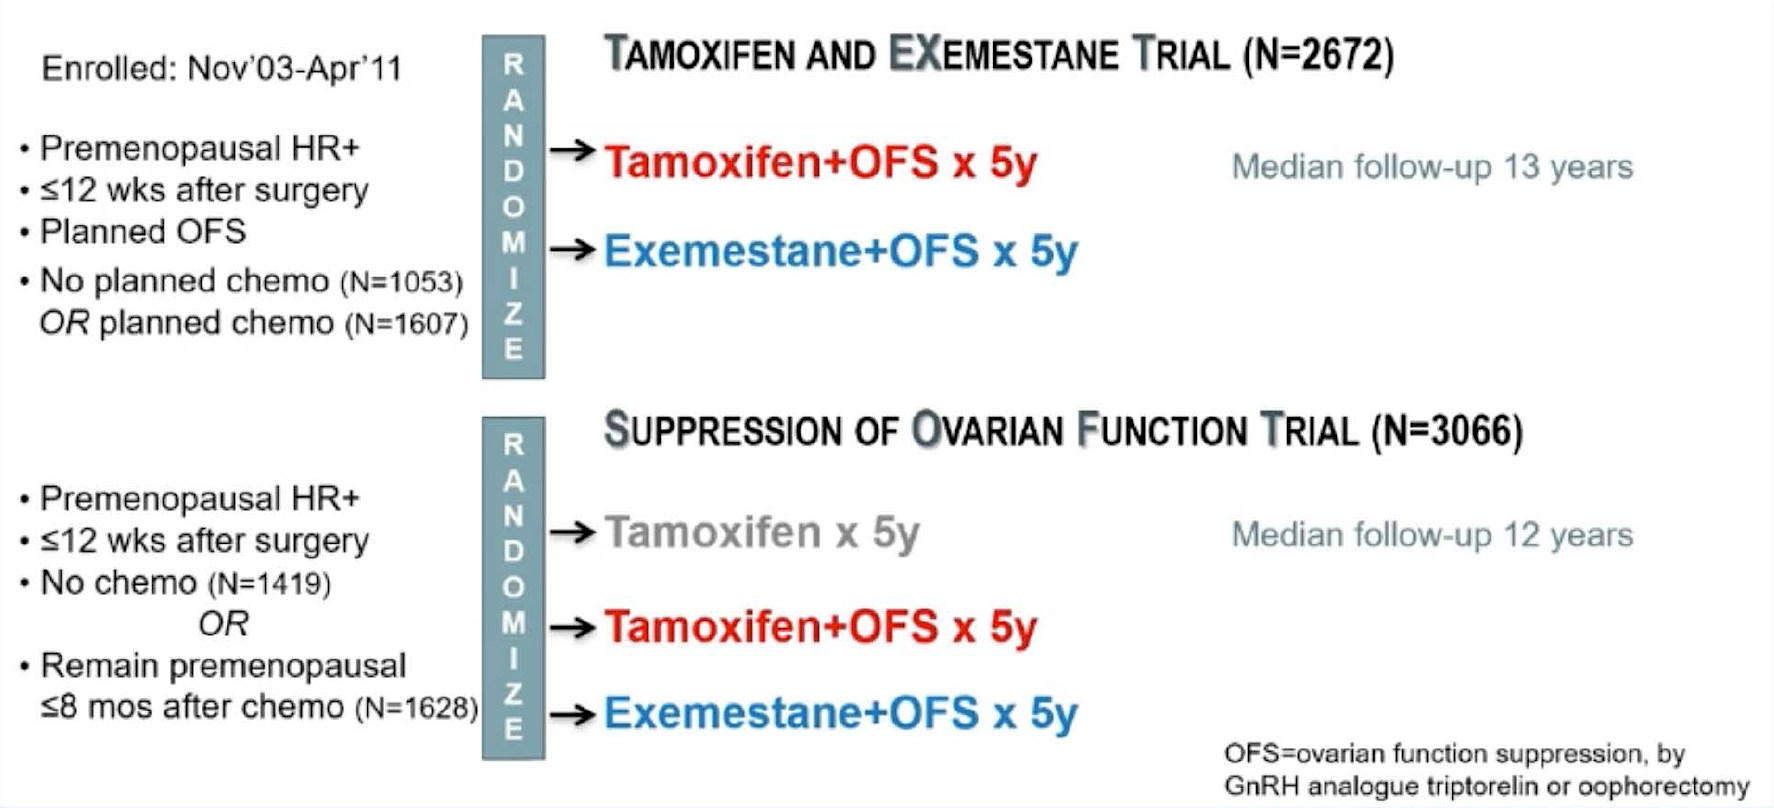 Enrolled: Nov'03-Apr'11
• Premenopausal HR+
• ≤12 wks after surgery
• Planned OFS
• No planned chemo (N=1053)
OR planned chemo (N=1607)
RANDOMIZE
TAMOXIFEN AND EXEMESTANE TRIAL (N=2672)
→ Tamoxifen+OFS x 5y
Median follow-up 13 years
→ Exemestane+OFS x 5y
• Premenopausal HR+
• ≤12 wks after surgery
• No chemo (N=1419)
OR
• Remain premenopausal
≤8 mos after chemo (N=1628)
RANDOMIZE
SUPPRESSION OF OVARIAN FUNCTION TRIAL (N=3066)
→ Tamoxifen x 5y
Median follow-up 12 years
→ Tamoxifen+OFS x 5y
→ Exemestane+OFS x 5y
OFS=ovarian function suppression, by
GnRH analogue triptorelin or oophorectomy